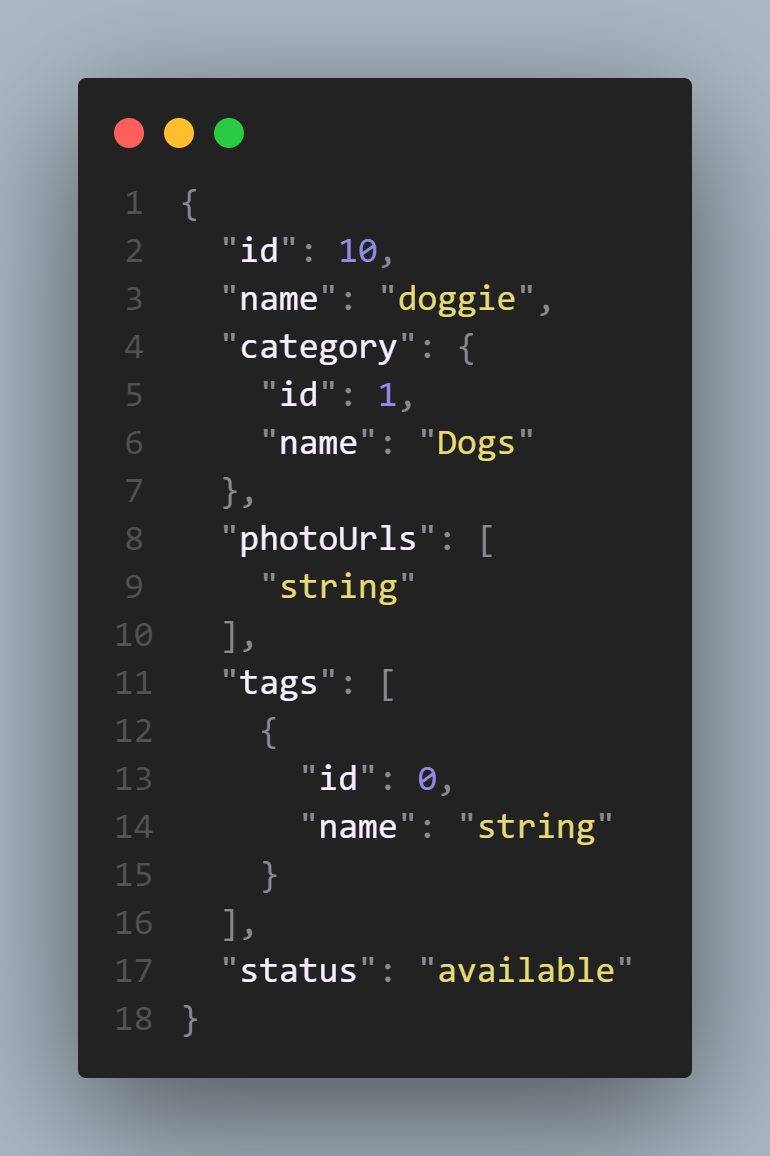 1 {
2   "id": 10,
3   "name": "doggie",
4   "category": {
5     "id": 1,
6     "name": "Dogs"
7   },
8   "photoUrls": [
9     "string"
10   ],
11   "tags": [
12     {
13       "id": 0,
14       "name": "string"
15     }
16   ],
17   "status": "available"
18 }